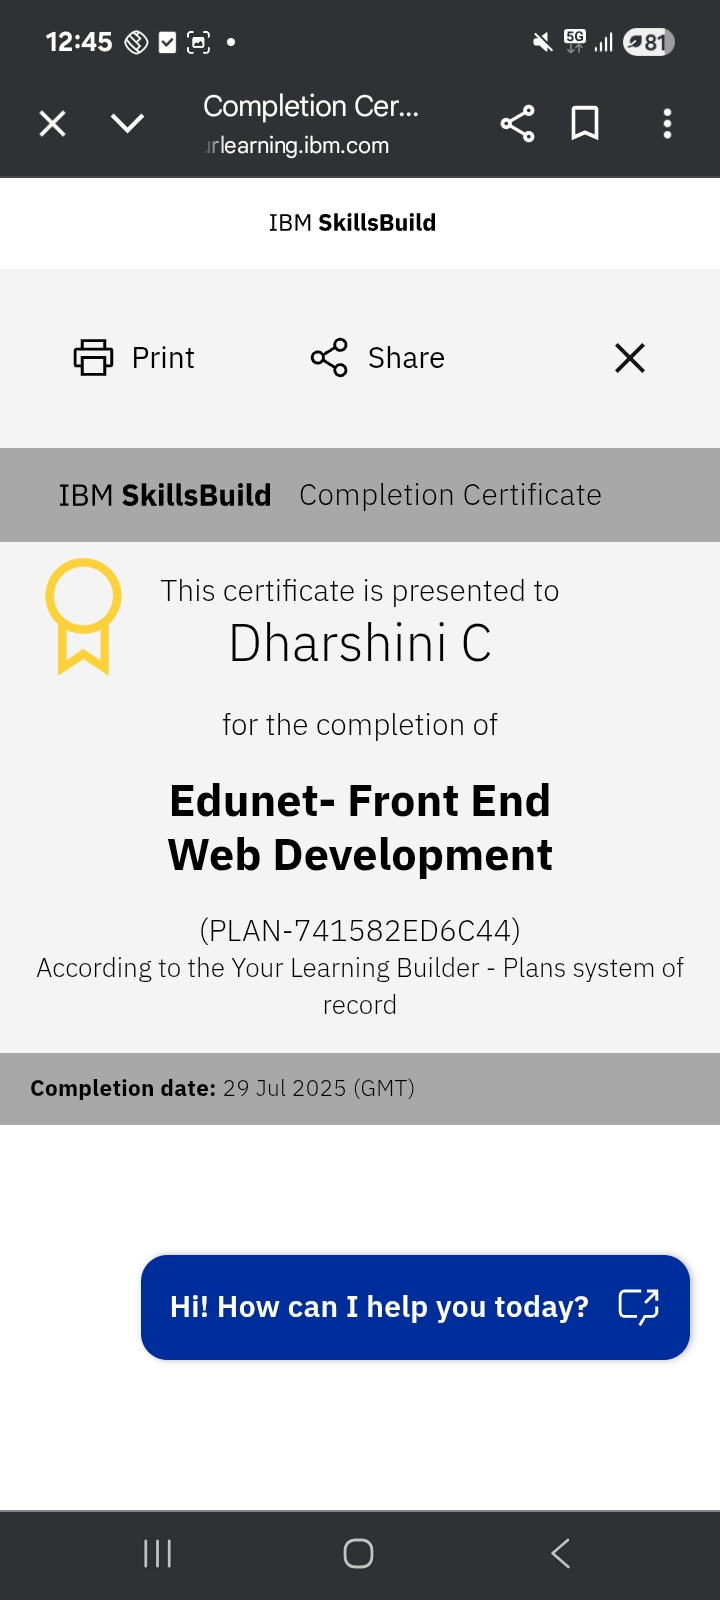 12:45
5G
81
Completion Cer...
rlearning.ibm.com
IBM SkillsBuild
Print
Share
IBM SkillsBuild Completion Certificate
This certificate is presented to
Dharshini C
for the completion of
Edunet- Front End
Web Development
(PLAN-741582ED6C44)
According to the Your Learning Builder - Plans system of
record
Completion date: 29 Jul 2025 (GMT)
Hi! How can I help you today?